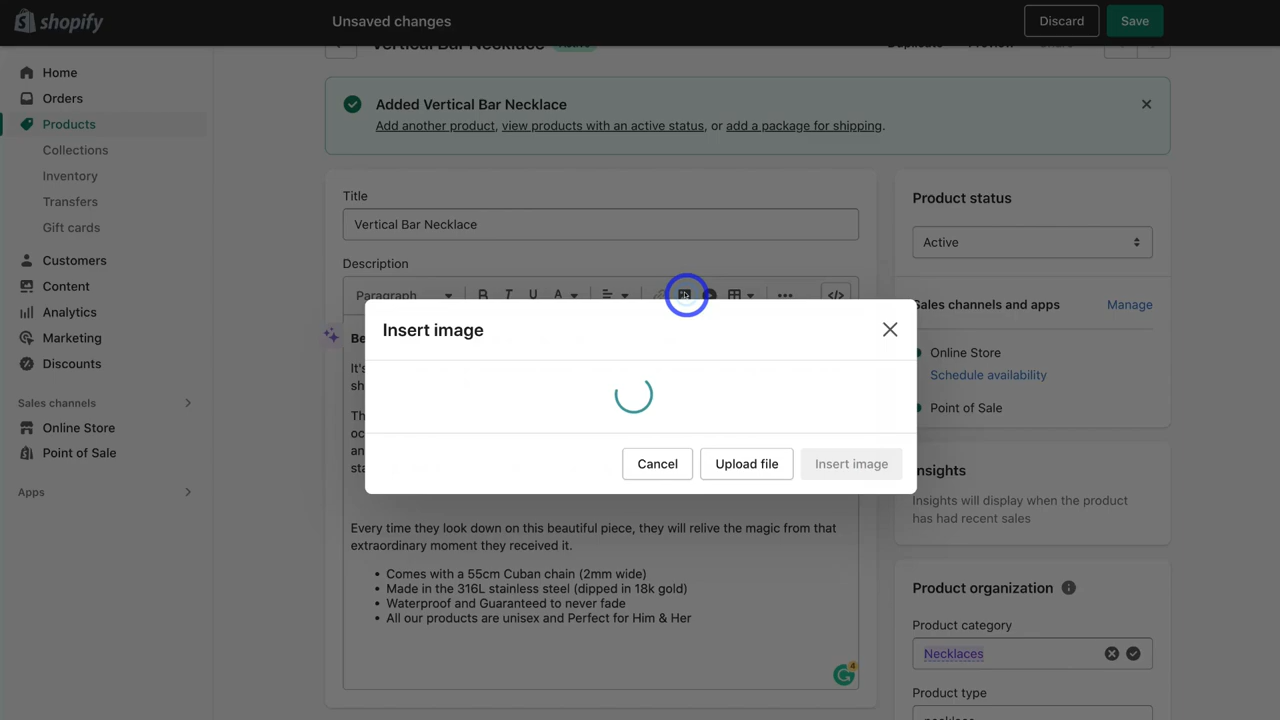 shopify
Unsaved changes
Discard
Save
Vertical Bar Necklace
Active
Duplicate
Preview
Share
Home
Orders
Products
Collections
Inventory
Transfers
Gift cards
Customers
Content
Analytics
Marketing
Discounts
Sales channels
Online Store
Point of Sale
Apps
Added Vertical Bar Necklace
Add another product, view products with an active status, or add a package for shipping.
Title
Vertical Bar Necklace
Description
Paragraph
B I U A
Be
It's
sh
Th
oc
an
sta
Insert image
Cancel
Upload file
Insert image
Every time they look down on this beautiful piece, they will relive the magic from that
extraordinary moment they received it.
• Comes with a 55cm Cuban chain (2mm wide)
• Made in the 316L stainless steel (dipped in 18k gold)
• Waterproof and Guaranteed to never fade
• All our products are unisex and Perfect for Him & Her
4
Product status
Active
Sales channels and apps
Manage
Online Store
Schedule availability
Point of Sale
Insights
Insights will display when the product
has had recent sales
Product organization
Product category
Necklaces
Product type
necklace